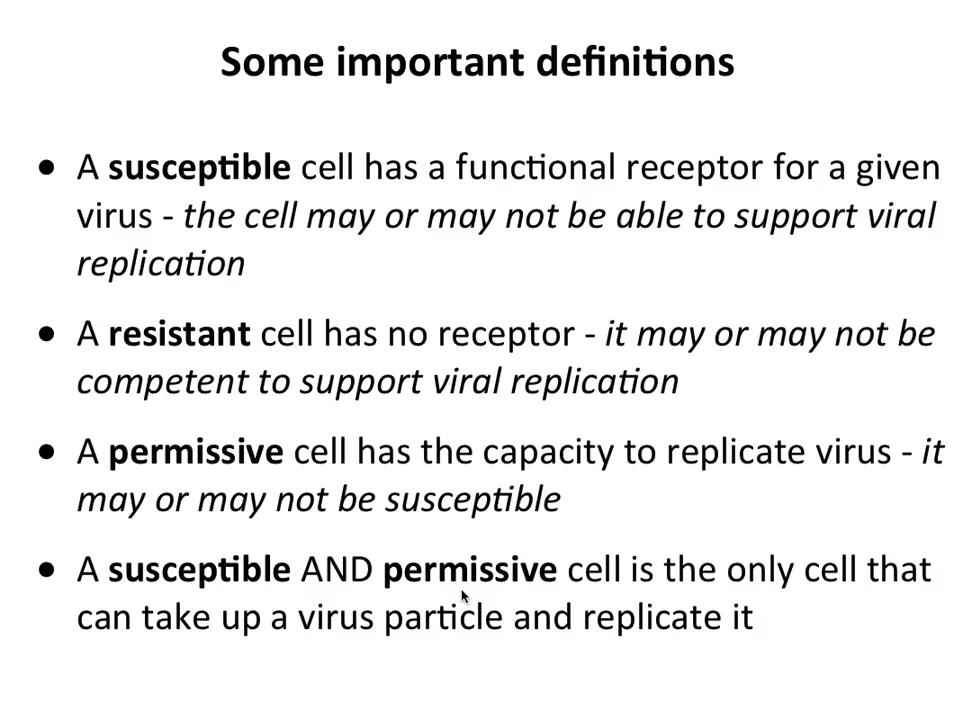 Some important definitions
• A susceptible cell has a functional receptor for a given
virus - the cell may or may not be able to support viral
replication
• A resistant cell has no receptor - it may or may not be
competent to support viral replication
• A permissive cell has the capacity to replicate virus - it
may or may not be susceptible
• A susceptible AND permissive cell is the only cell that
can take up a virus particle and replicate it